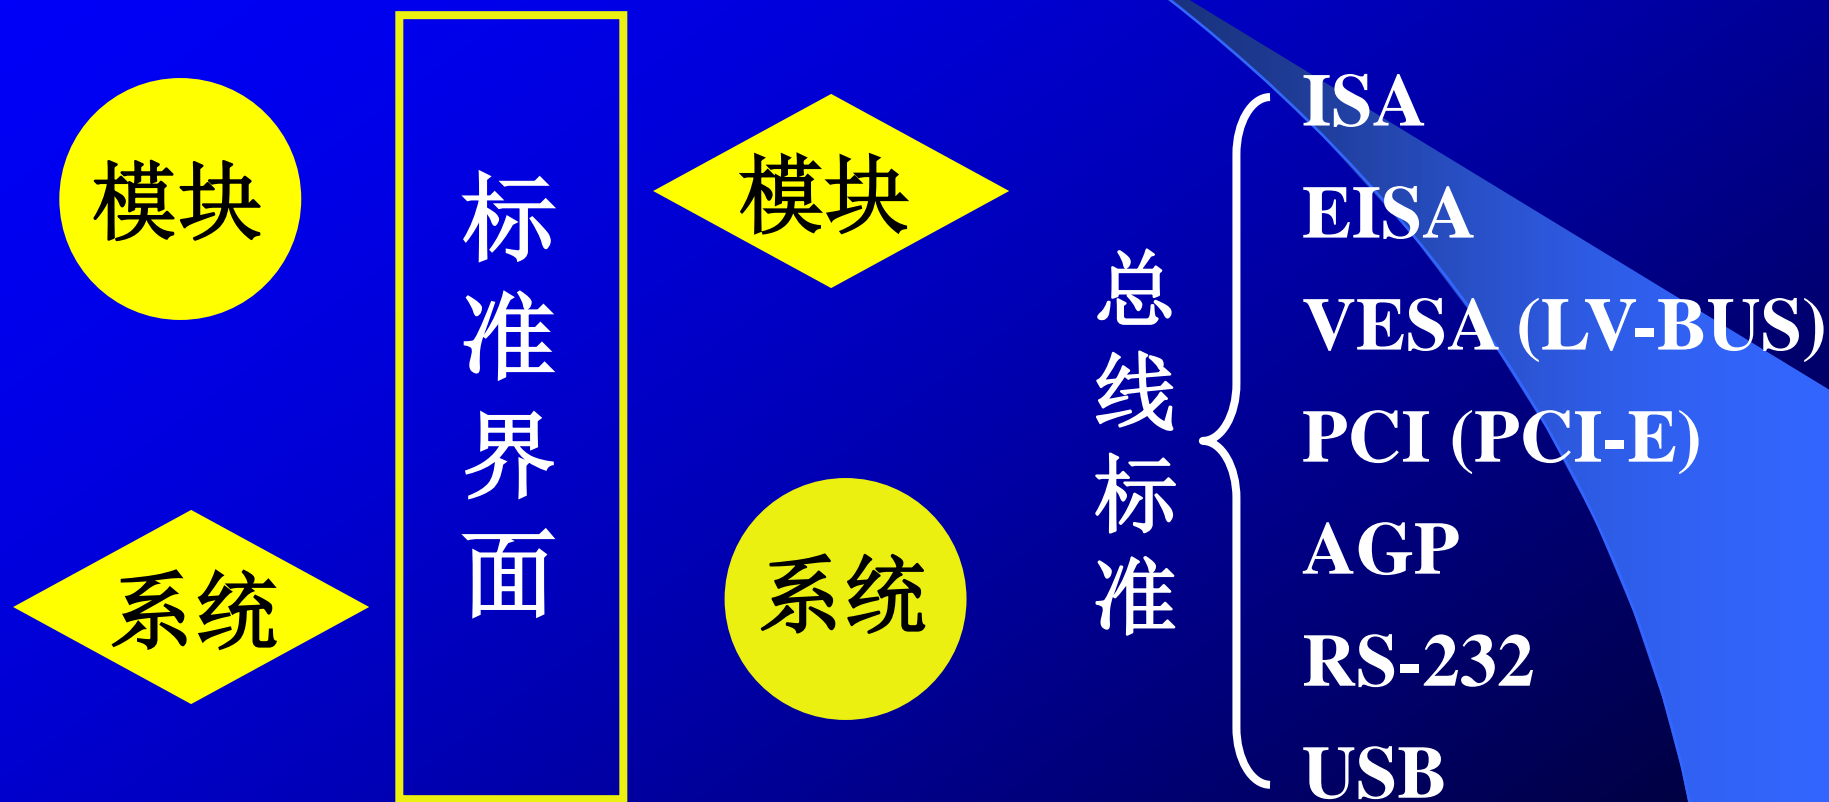 模块
系统
标准界面
模块
系统
总线标准
ISA
EISA
VESA (LV-BUS)
PCI (PCI-E)
AGP
RS-232
USB